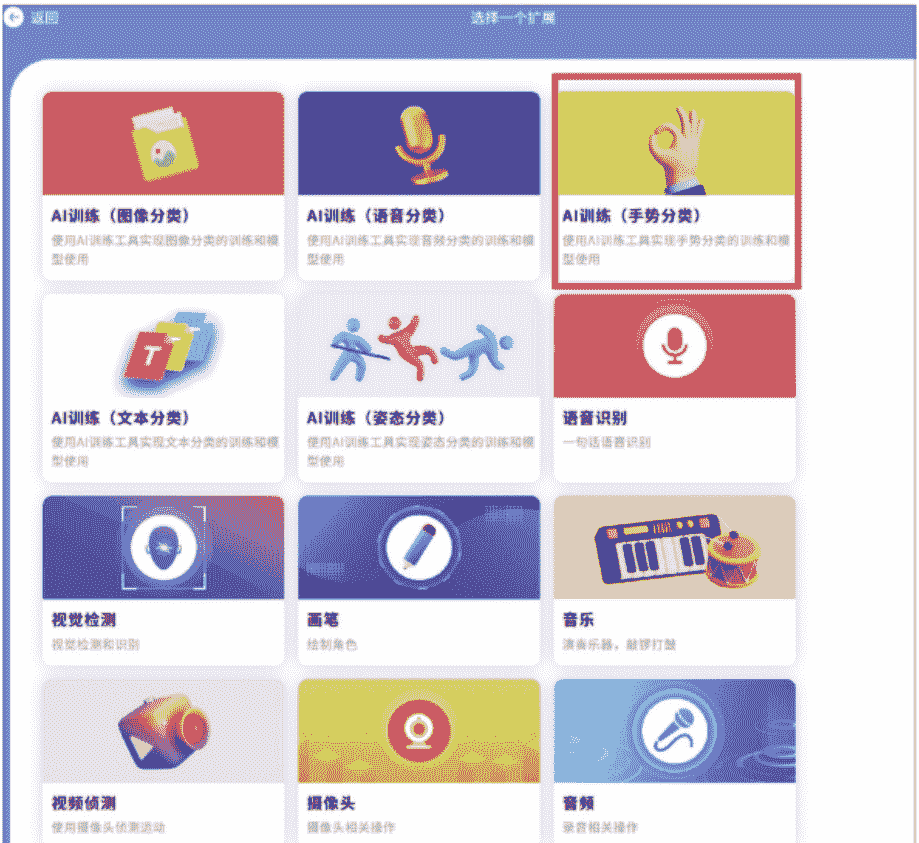 返回
选择一个扩展
AI训练（图像分类）
使用AI训练工具实现图像分类的训练和模
型使用
AI训练（语音分类）
使用AI训练工具实现音频分类的训练和模
型使用
AI训练（手势分类）
使用AI训练工具实现手势分类的训练和模
型使用
T
AI训练（文本分类）
使用AI训练工具实现文本分类的训练和模
型使用
AI训练（姿态分类）
使用AI训练工具实现姿态分类的训练和模
型使用
语音识别
一句话语音识别
视觉检测
视觉检测和识别
画笔
绘制角色
音乐
演奏乐器，敲锣打鼓
视频侦测
使用摄像头侦测运动
摄像头
摄像头相关操作
音频
录音相关操作